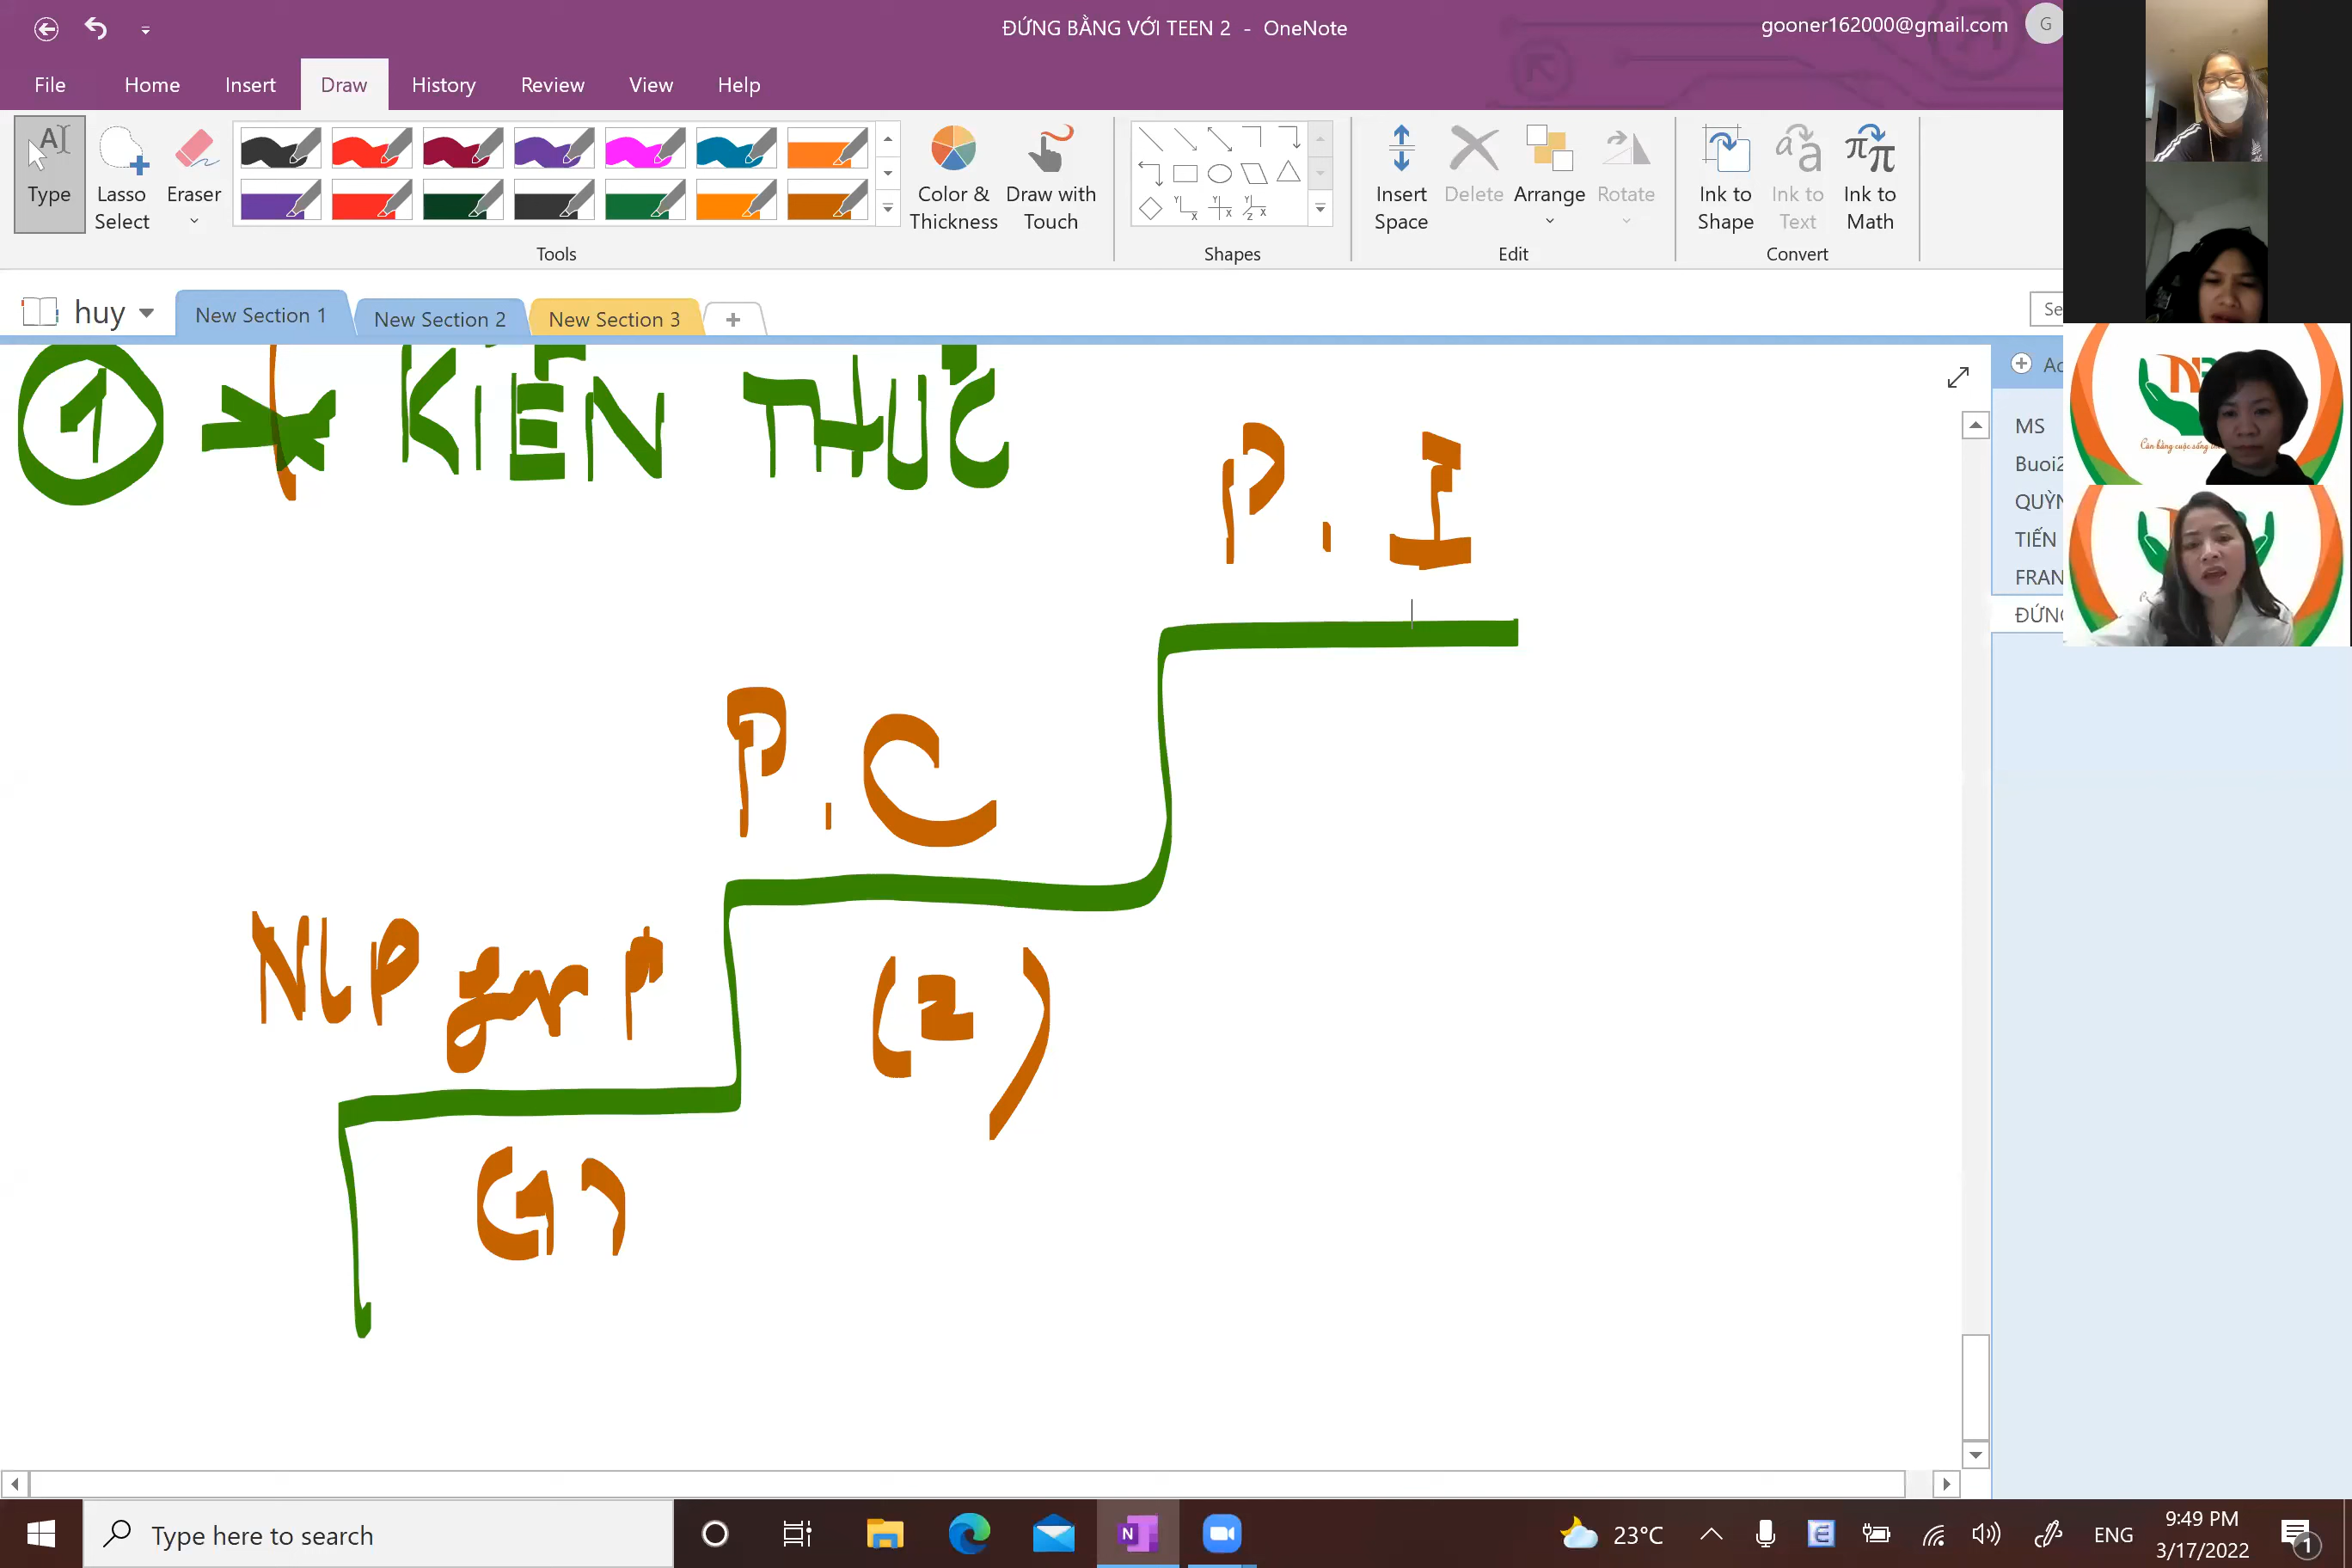 ĐỨNG BẰNG VỚI TEEN 2 - OneNote
gooner162000@gmail.com
G
File Home Insert Draw History Review View Help
Type
Lasso Select
Eraser
Color & Thickness
Draw with Touch
Insert Space
Delete
Arrange
Rotate
Ink to Shape
Ink to Text
Ink to Math
Tools Shapes Edit Convert
huy New Section 1 New Section 2 New Section 3
Se
MS
Buoi2
QUỲN
TIẾN
FRAN
ĐỨNG
1 * KIẾN THỨC
P. I
P. C
NLP
(2)
(1)
Type here to search
23°C
ENG
9:49 PM
3/17/2022
1